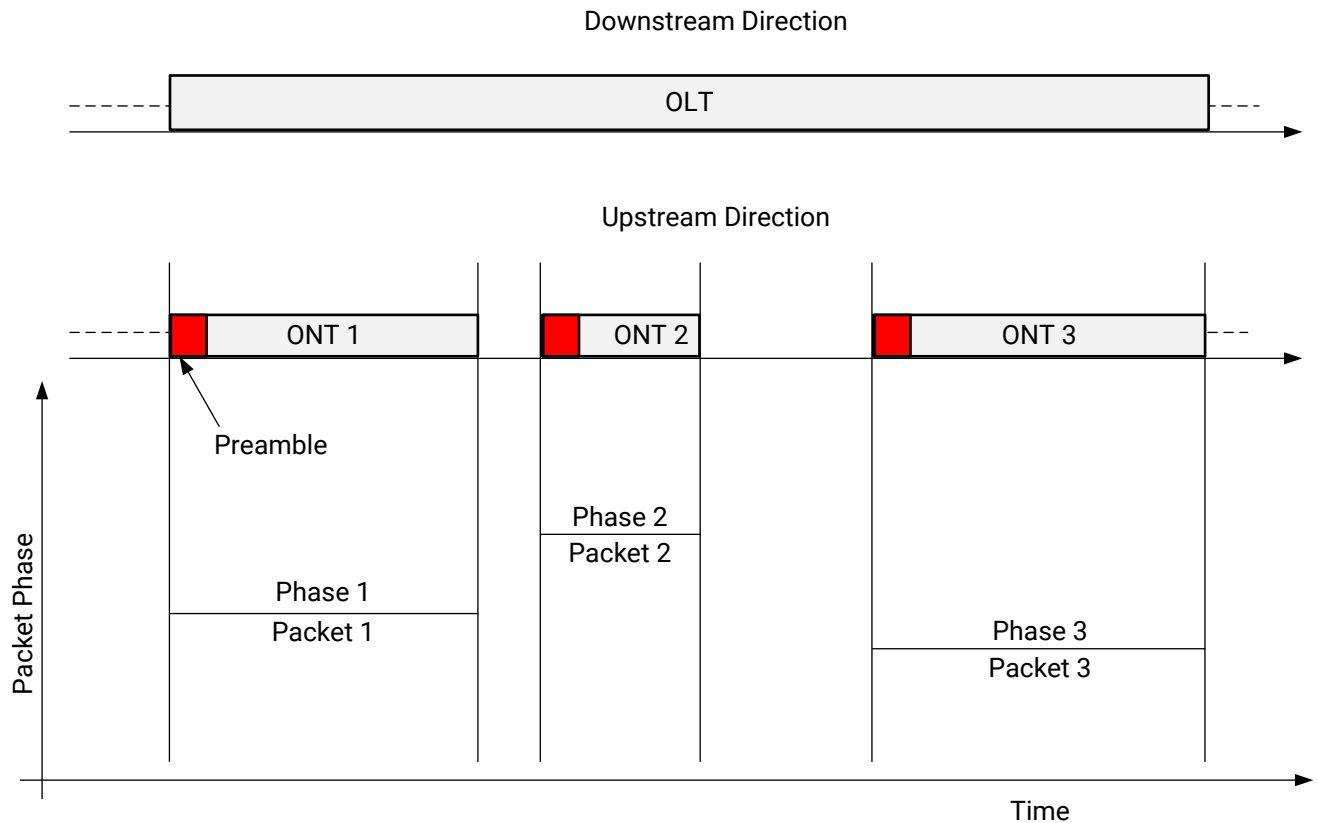 Downstream Direction
OLT
Upstream Direction
ONT 1
ONT 2
ONT 3
Preamble
Phase 2
Packet 2
Phase 1
Packet 1
Phase 3
Packet 3
Packet Phase
Time